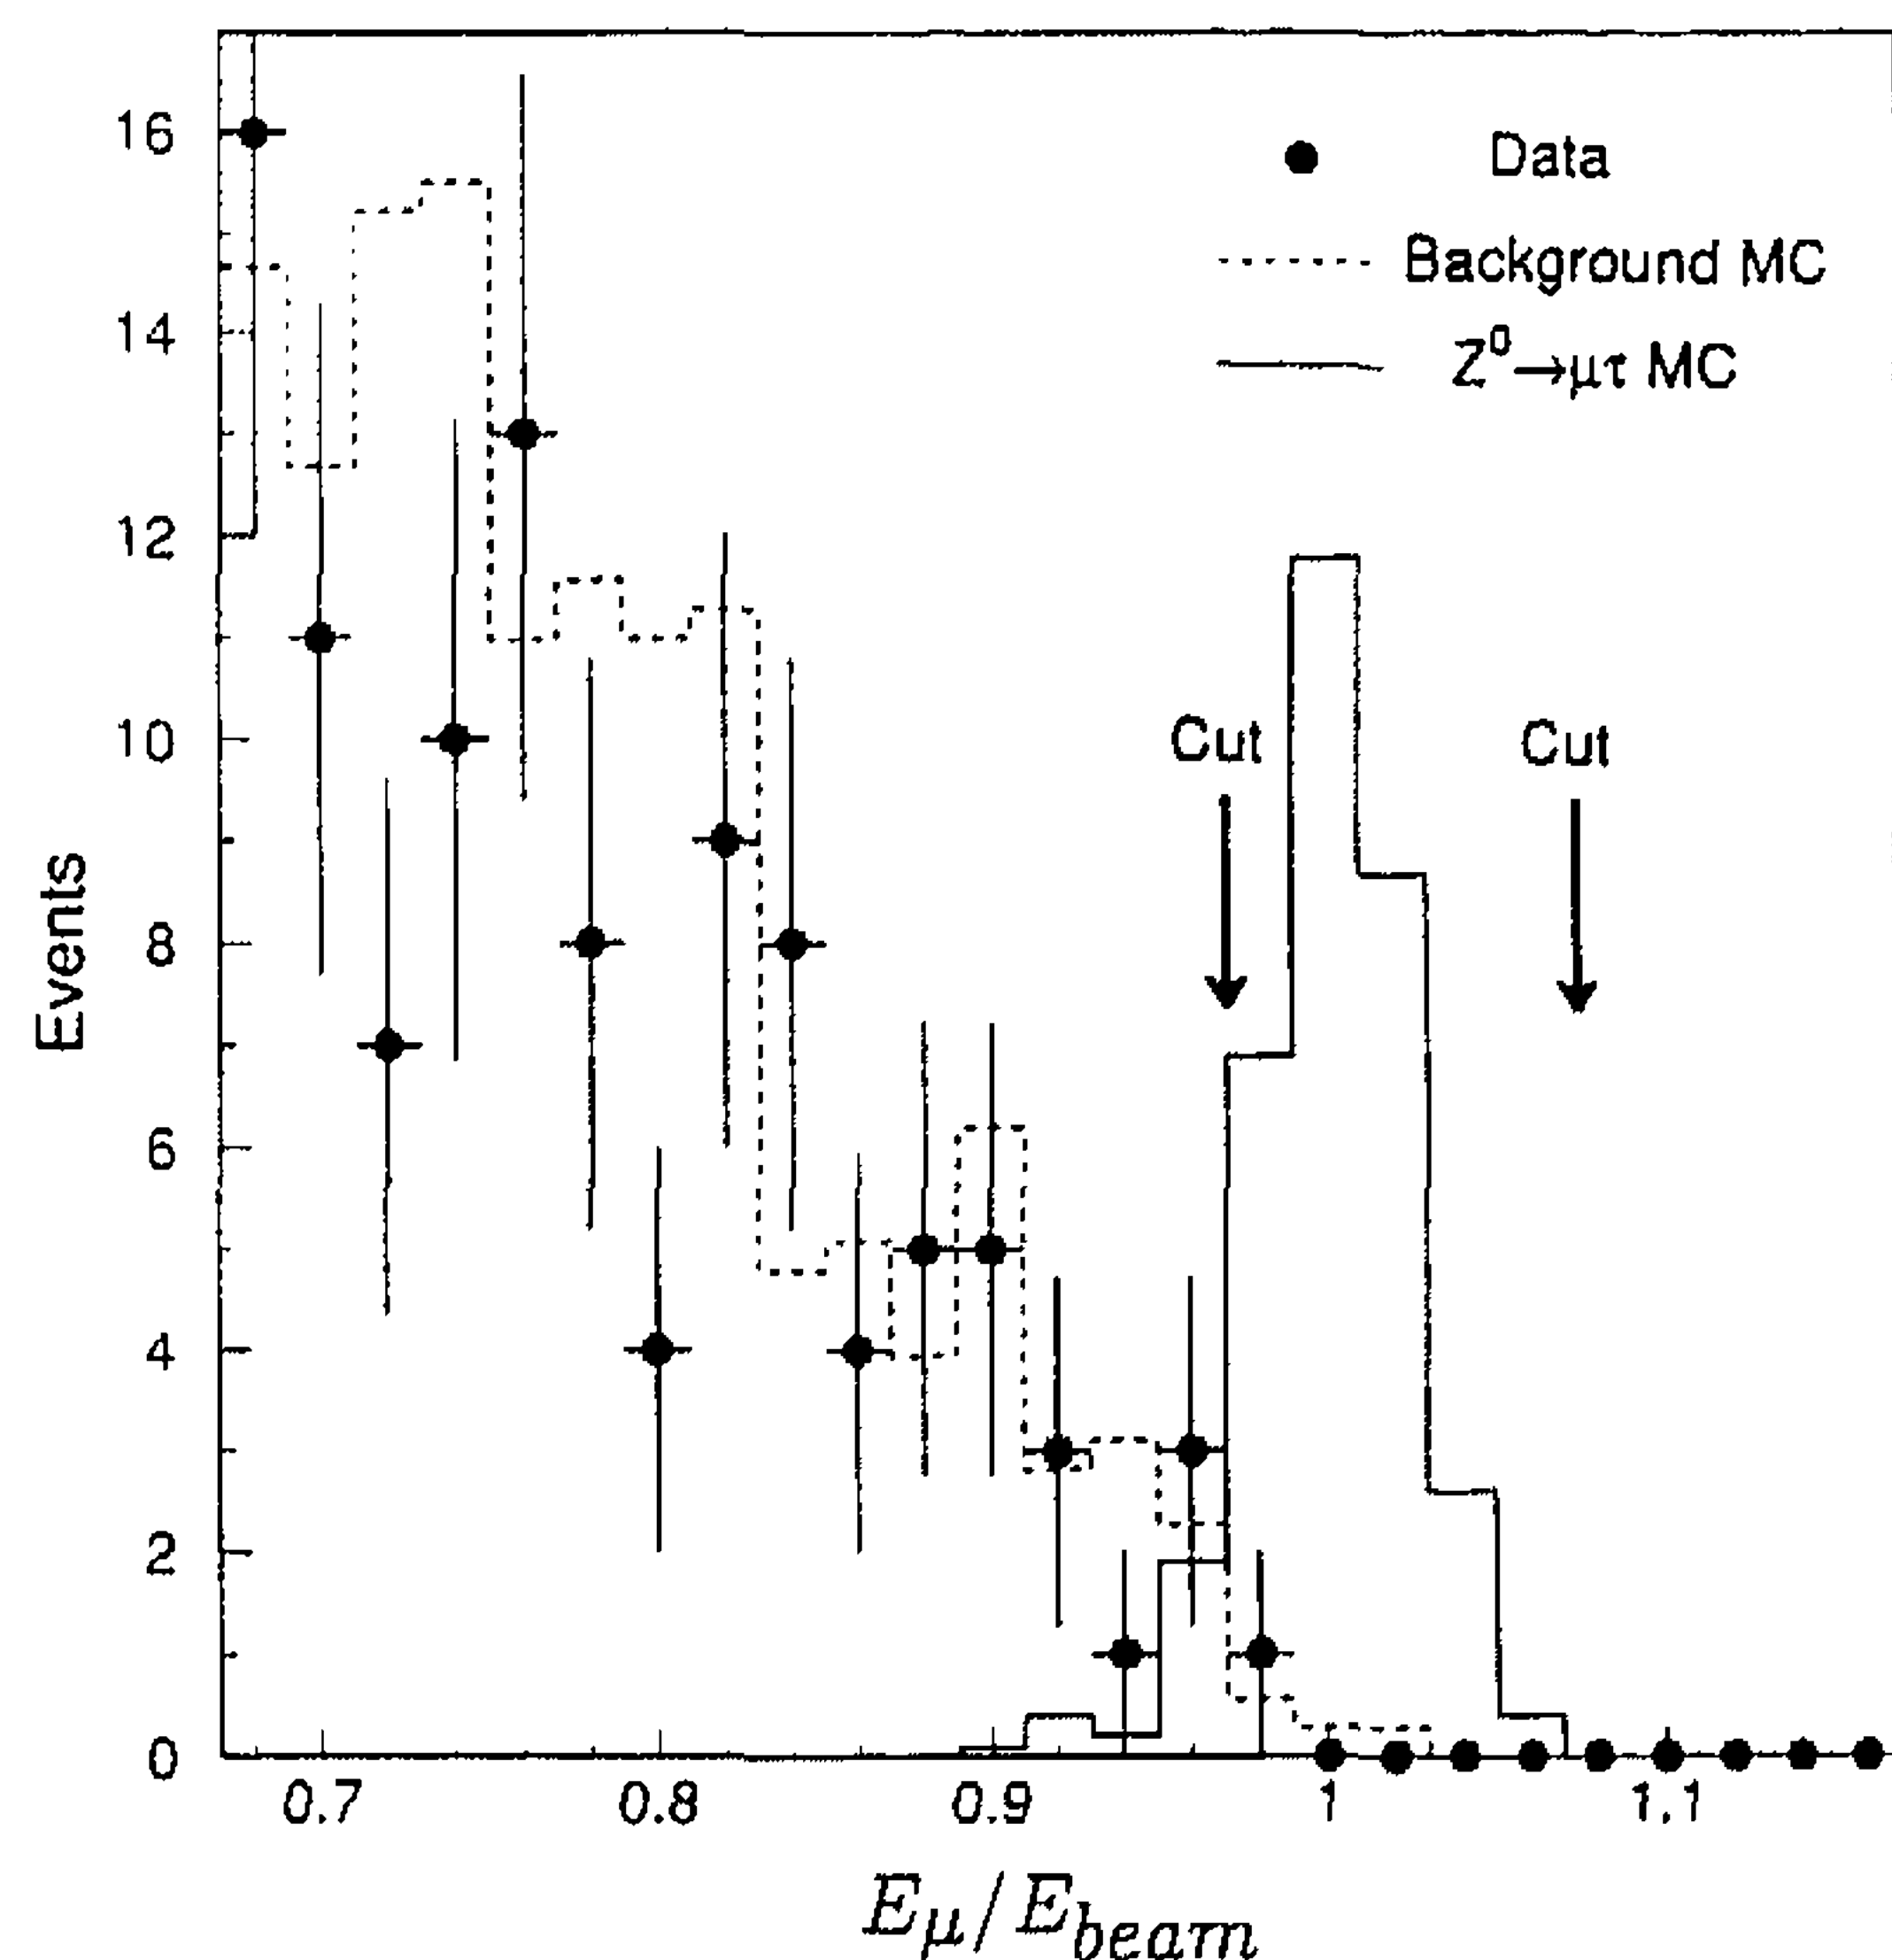 16
14
12
10
8
6
4
2
0
Events
Data
Background MC
Z⁰→μτ MC
Cut
Cut
0.7
0.8
0.9
1
1.1
Eμ/Ebeam